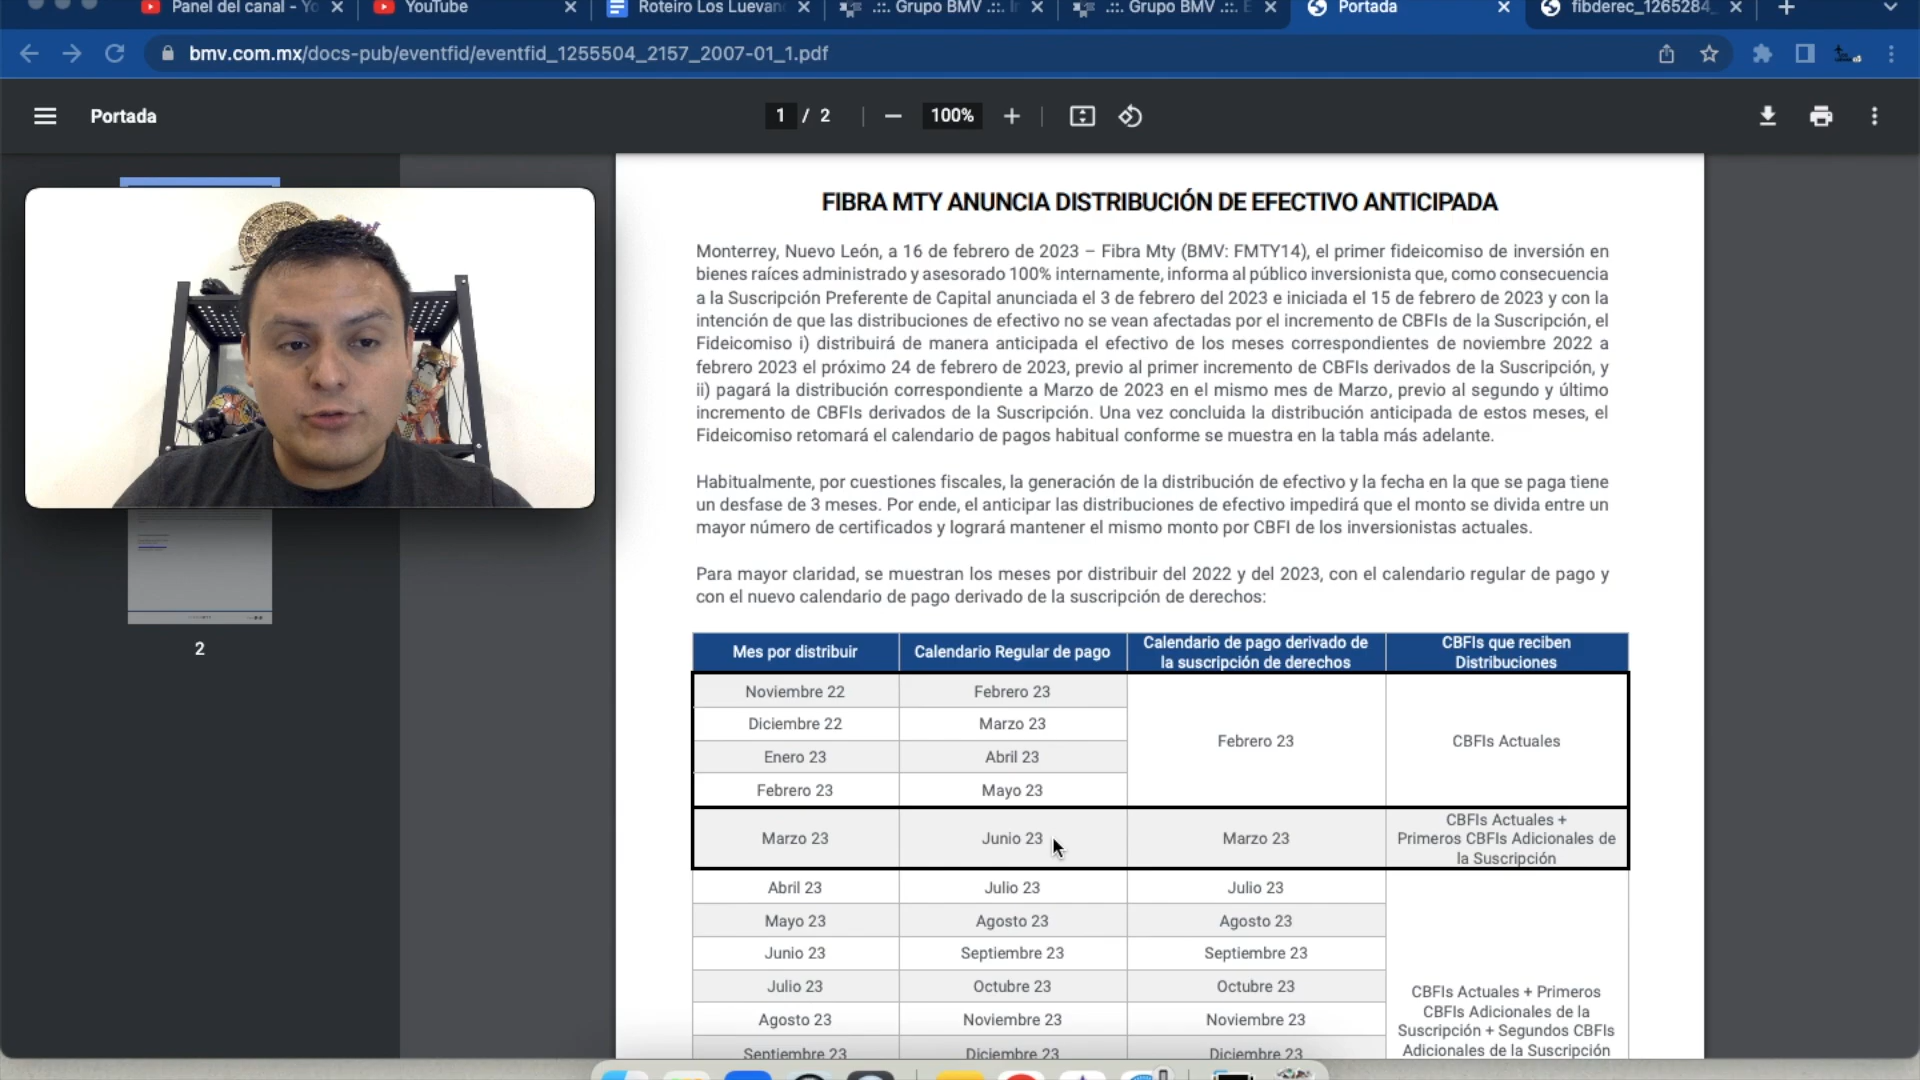 Panel del canal - Yo
YouTube
Roteiro Los Luevan
.::. Grupo BMV .::. I
.::. Grupo BMV .::. E
Portada
fibderec_1265284_
bmv.com.mx/docs-pub/eventfid/eventfid_1255504_2157_2007-01_1.pdf
Portada
1 / 2
100%
2
FIBRA MTY ANUNCIA DISTRIBUCIÓN DE EFECTIVO ANTICIPADA
Monterrey, Nuevo León, a 16 de febrero de 2023 – Fibra Mty (BMV: FMTY14), el primer fideicomiso de inversión en
bienes raíces administrado y asesorado 100% internamente, informa al público inversionista que, como consecuencia
a la Suscripción Preferente de Capital anunciada el 3 de febrero del 2023 e iniciada el 15 de febrero de 2023 y con la
intención de que las distribuciones de efectivo no se vean afectadas por el incremento de CBFIs de la Suscripción, el
Fideicomiso i) distribuirá de manera anticipada el efectivo de los meses correspondientes de noviembre 2022 a
febrero 2023 el próximo 24 de febrero de 2023, previo al primer incremento de CBFIs derivados de la Suscripción, y
ii) pagará la distribución correspondiente a Marzo de 2023 en el mismo mes de Marzo, previo al segundo y último
incremento de CBFIs derivados de la Suscripción. Una vez concluida la distribución anticipada de estos meses, el
Fideicomiso retomará el calendario de pagos habitual conforme se muestra en la tabla más adelante.
Habitualmente, por cuestiones fiscales, la generación de la distribución de efectivo y la fecha en la que se paga tiene
un desfase de 3 meses. Por ende, el anticipar las distribuciones de efectivo impedirá que el monto se divida entre un
mayor número de certificados y logrará mantener el mismo monto por CBFI de los inversionistas actuales.
Para mayor claridad, se muestran los meses por distribuir del 2022 y del 2023, con el calendario regular de pago y
con el nuevo calendario de pago derivado de la suscripción de derechos:
Mes por distribuir
Calendario Regular de pago
Calendario de pago derivado de
la suscripción de derechos
CBFIs que reciben
Distribuciones
Noviembre 22
Febrero 23
Diciembre 22
Marzo 23
Enero 23
Abril 23
Febrero 23
Mayo 23
Febrero 23
CBFIs Actuales
Marzo 23
Junio 23
Marzo 23
CBFIs Actuales +
Primeros CBFIs Adicionales de
la Suscripción
Abril 23
Julio 23
Julio 23
Mayo 23
Agosto 23
Agosto 23
Junio 23
Septiembre 23
Septiembre 23
Julio 23
Octubre 23
Octubre 23
Agosto 23
Noviembre 23
Noviembre 23
Septiembre 23
Diciembre 23
Diciembre 23
CBFIs Actuales + Primeros
CBFIs Adicionales de la
Suscripción + Segundos CBFIs
Adicionales de la Suscripción